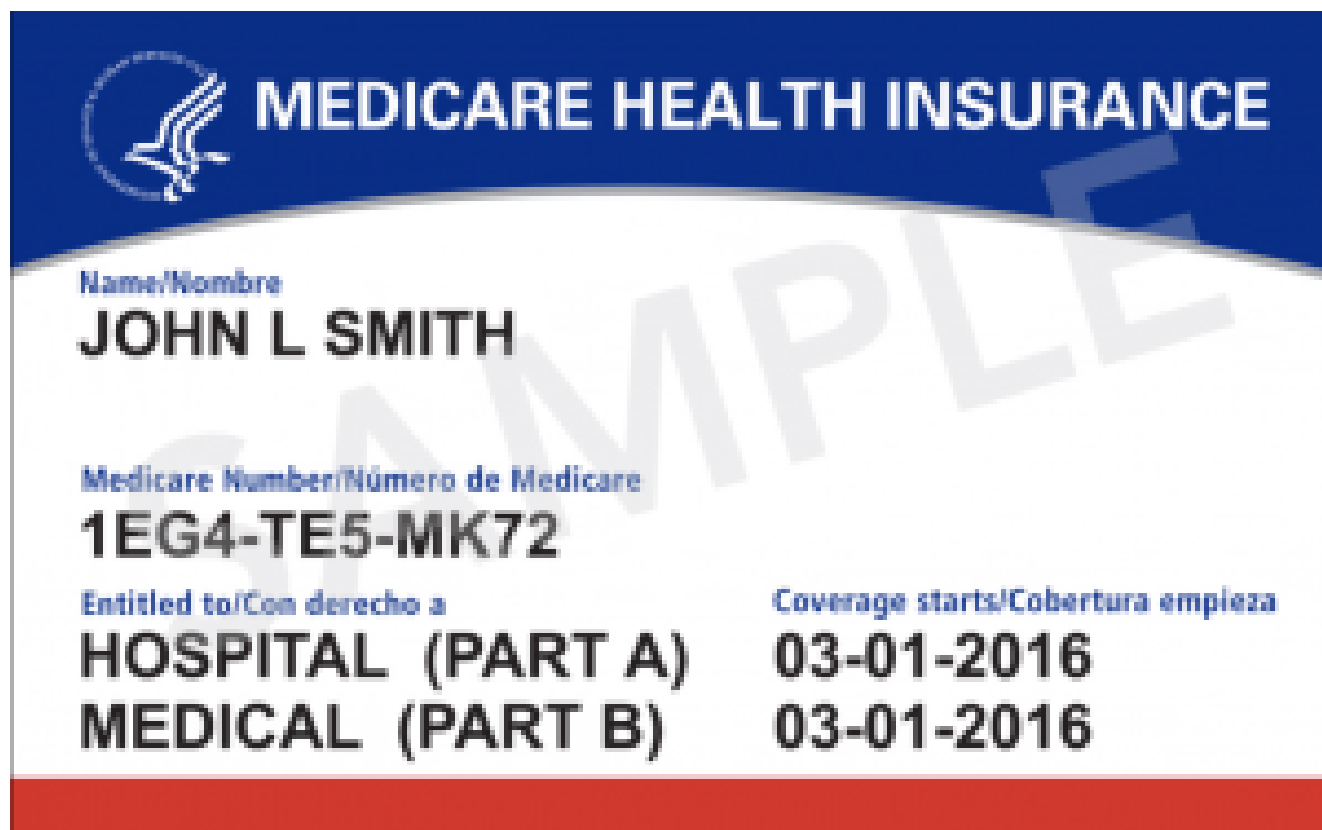 MEDICARE HEALTH INSURANCE
SAMPLE
Name/Nombre
JOHN L SMITH
Medicare Number/Número de Medicare
1EG4-TE5-MK72
Entitled to/Con derecho a Coverage starts/Cobertura empieza
HOSPITAL (PART A) 03-01-2016
MEDICAL (PART B) 03-01-2016